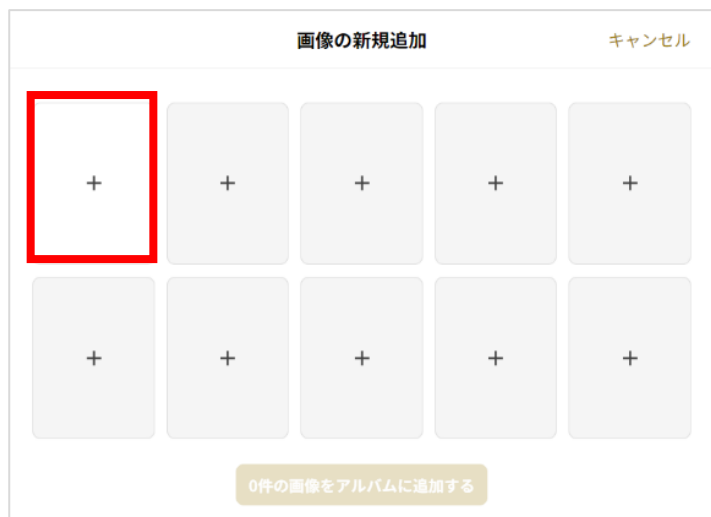 画像の新規追加
キャンセル
+ + + + +
+ + + + +
0件の画像をアルバムに追加する